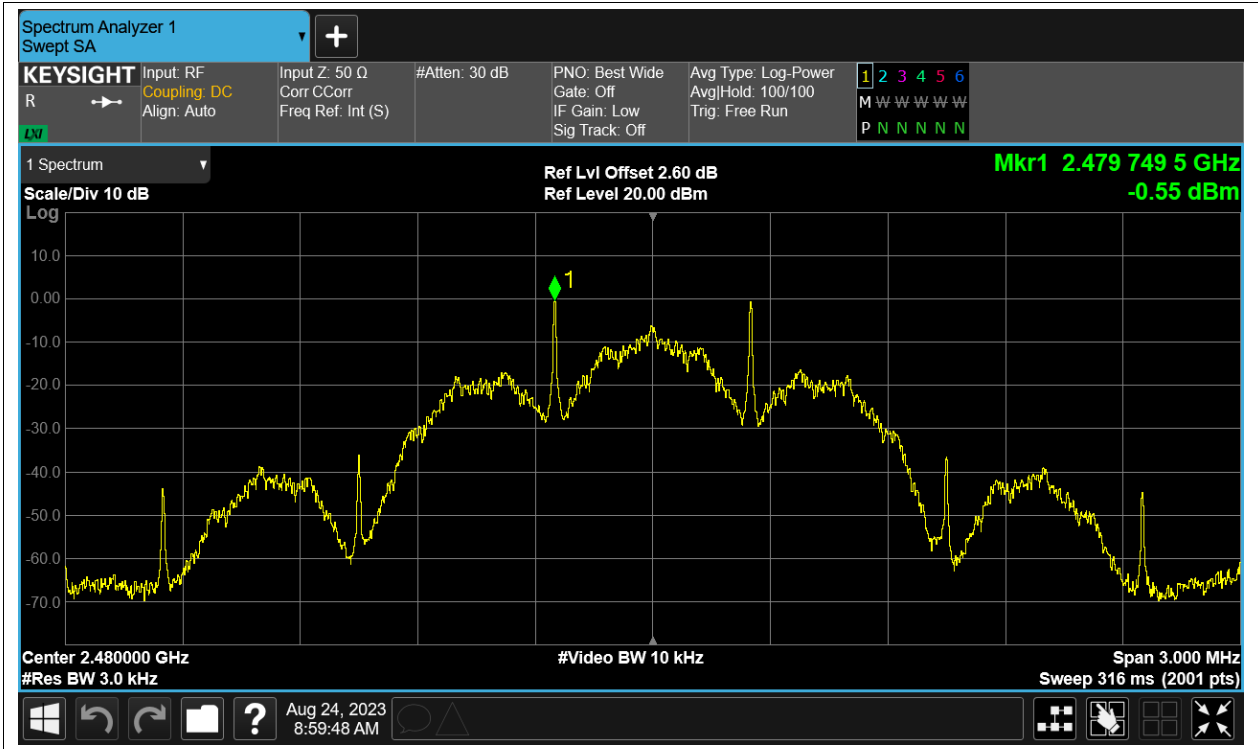 Spectrum Analyzer 1
Swept SA
+
KEYSIGHT
R
LXI
Input: RF
Coupling: DC
Align: Auto
Input Z: 50 Ω
Corr CCorr
Freq Ref: Int (S)
#Atten: 30 dB
PNO: Best Wide
Gate: Off
IF Gain: Low
Sig Track: Off
Avg Type: Log-Power
Avg|Hold: 100/100
Trig: Free Run
1 2 3 4 5 6
M W W W W W
P N N N N N
1 Spectrum
Scale/Div 10 dB
Log
Ref Lvl Offset 2.60 dB
Ref Level 20.00 dBm
Mkr1 2.479 749 5 GHz
-0.55 dBm
10.0
0.00
-10.0
-20.0
-30.0
-40.0
-50.0
-60.0
-70.0
1
Center 2.480000 GHz
#Res BW 3.0 kHz
#Video BW 10 kHz
Span 3.000 MHz
Sweep 316 ms (2001 pts)
?
Aug 24, 2023
8:59:48 AM